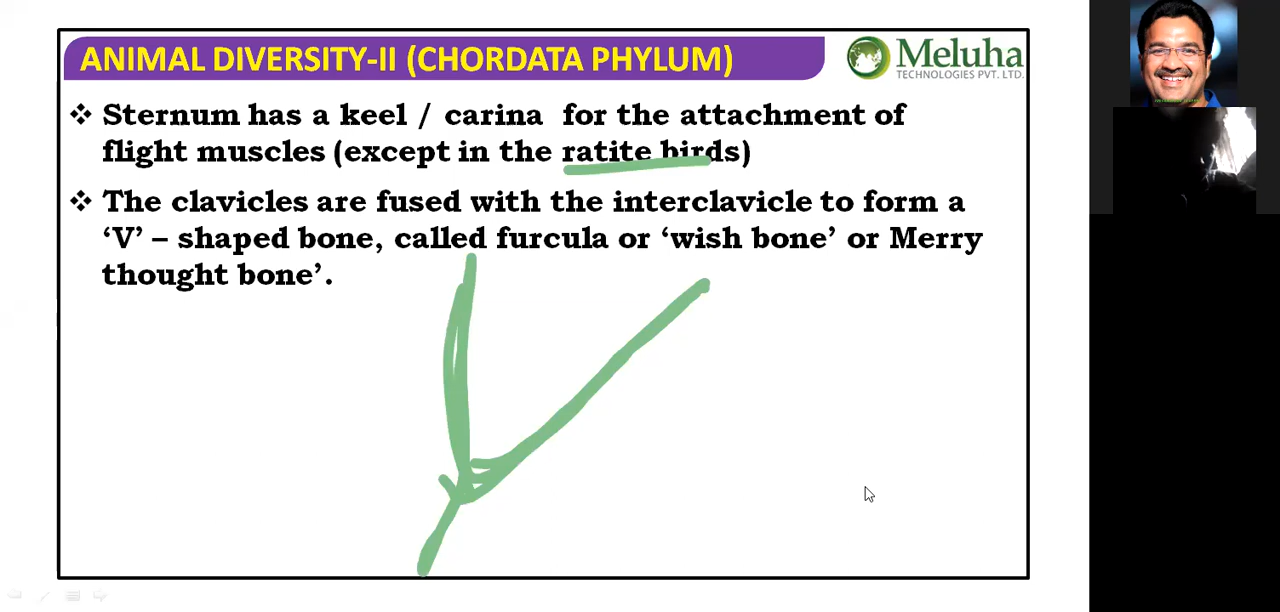 ANIMAL DIVERSITY-II (CHORDATA PHYLUM)
Meluha
TECHNOLOGIES PVT. LTD.
❖ Sternum has a keel / carina for the attachment of
flight muscles (except in the ratite birds)
❖ The clavicles are fused with the interclavicle to form a
‘V’ – shaped bone, called furcula or ‘wish bone’ or Merry
thought bone’.